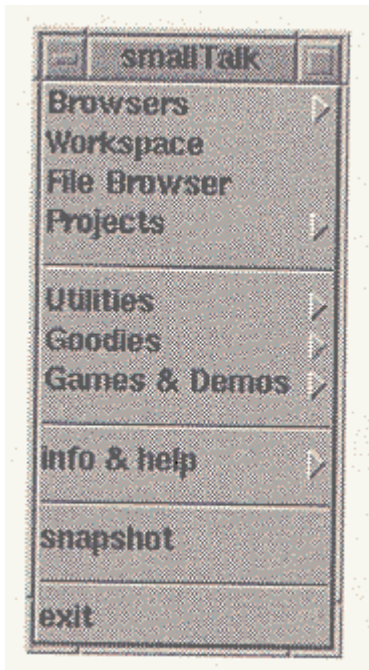 smallTalk
Browsers
Workspace
File Browser
Projects
Utilities
Goodies
Games & Demos
info & help
snapshot
exit